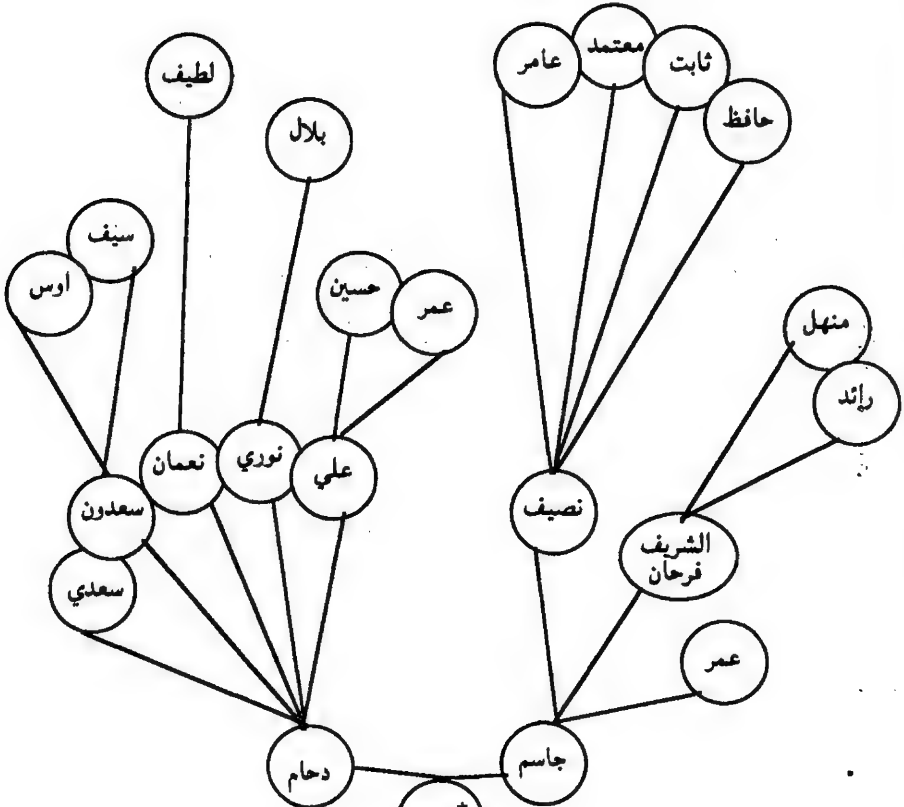 معتمد
عامر
ثابت
لطيف
حافظ
بلال
سيف
اوس
حسين
عمر
منهل
رائد
نعمان
نوري
علي
سعدون
نصيف
الشريف
فرحان
سعدي
عمر
دحام
جاسم